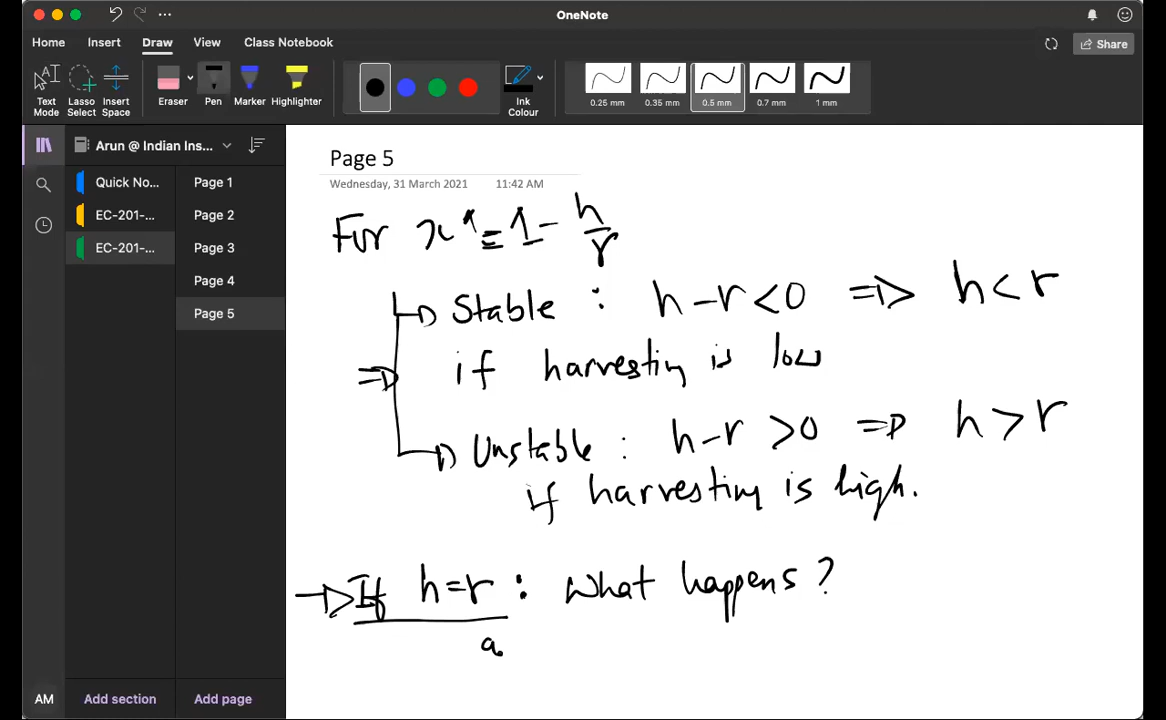 OneNote
Home Insert Draw View Class Notebook
Share
Text Mode
Lasso Select
Insert Space
Eraser
Pen
Marker
Highlighter
Ink Colour
0.25 mm
0.35 mm
0.5 mm
0.7 mm
1 mm
Arun @ Indian Ins...
Quick No...
EC-201-...
EC-201-...
Page 1
Page 2
Page 3
Page 4
Page 5
Page 5
Wednesday, 31 March 2021 11:42 AM
For x* = 1 - h/r
⇒ → Stable : h-r<0 ⇒ h<r
if harvesting is low
→ Unstable : h-r >0 ⇒ h>r
if harvesting is high.
→ If h=r : What happens?
a
AM
Add section
Add page